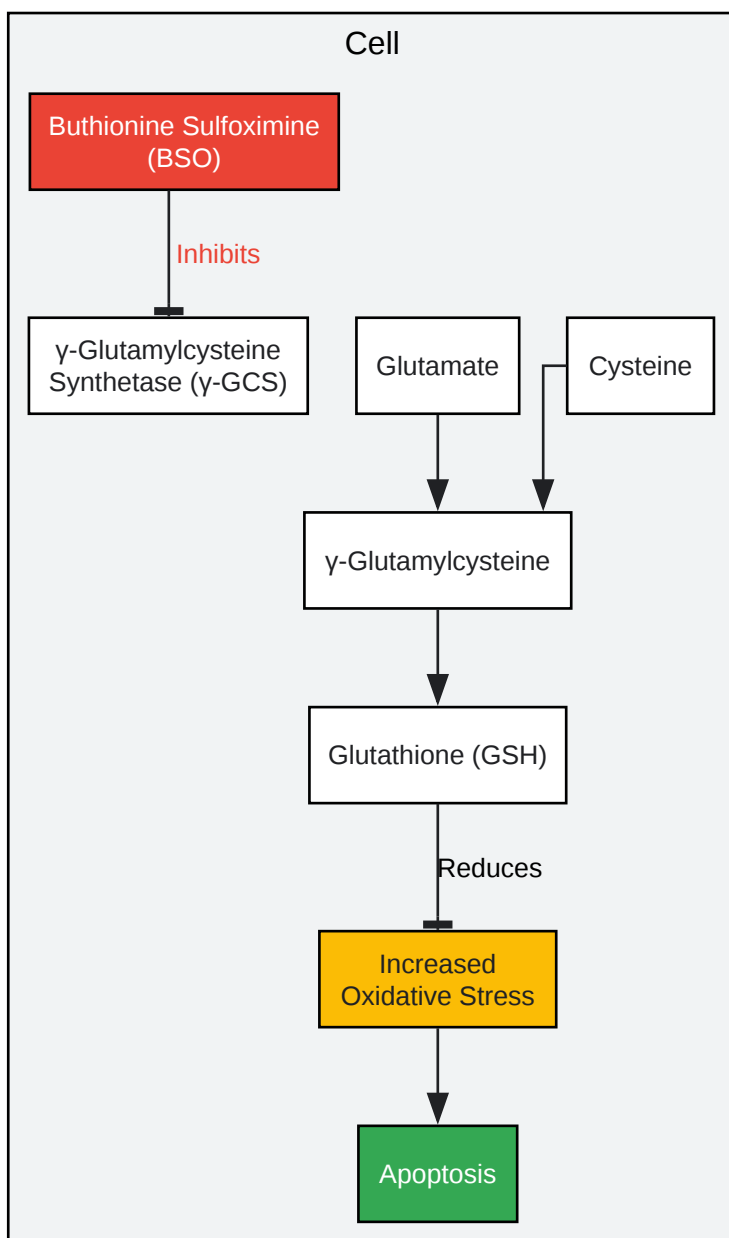 Cell
Buthionine Sulfoximine
(BSO)
Inhibits
γ-Glutamylcysteine
Synthetase (γ-GCS)
Glutamate
Cysteine
γ-Glutamylcysteine
Glutathione (GSH)
Reduces
Increased
Oxidative Stress
Apoptosis